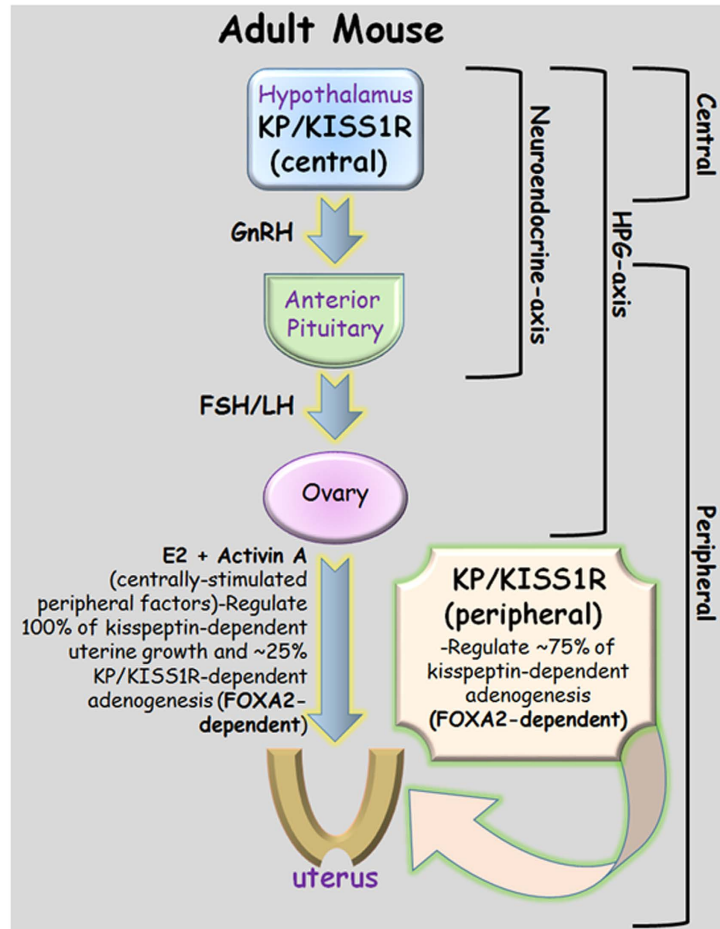 Adult Mouse
Hypothalamus
KP/KISS1R
(central)
GnRH
Anterior
Pituitary
FSH/LH
Ovary
E2 + Activin A
(centrally-stimulated
peripheral factors)-Regulate
100% of kisspeptin-dependent
uterine growth and ~25%
KP/KISS1R-dependent
adenogenesis (FOXA2-
dependent)
KP/KISS1R
(peripheral)
-Regulate ~75% of
kisspeptin-dependent
adenogenesis
(FOXA2-dependent)
uterus
Neuroendocrine-axis
HPG-axis
Central
Peripheral